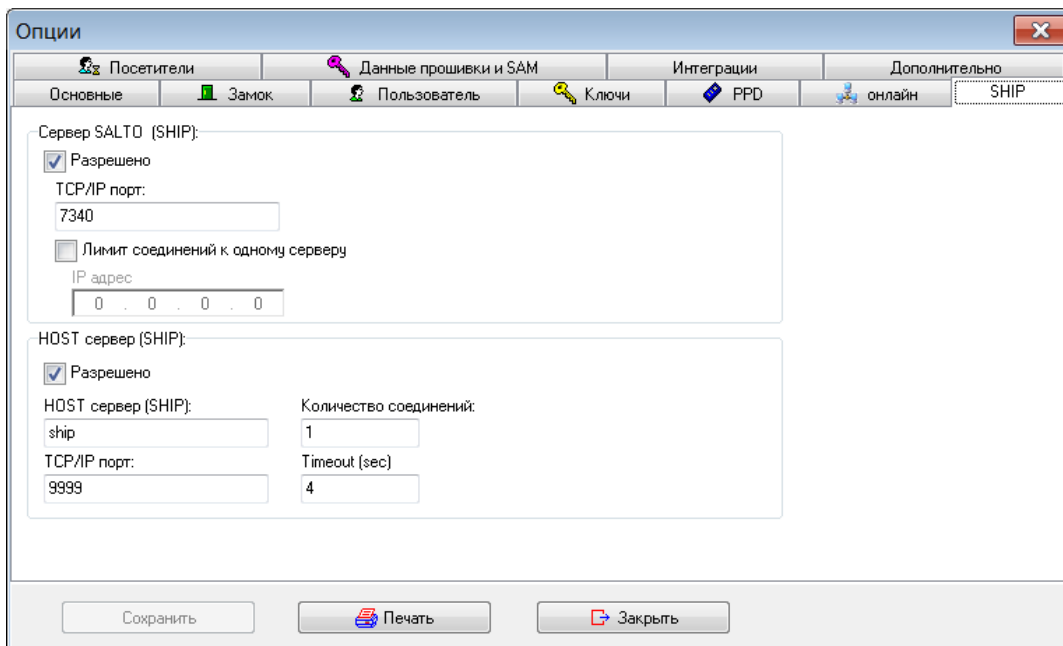 Опции
Посетители Данные прошивки и SAM Интеграции Дополнительно
Основные Замок Пользователь Ключи PPD онлайн SHIP
Сервер SALTO (SHIP):
Разрешено
TCP/IP порт:
7340
Лимит соединений к одному серверу
IP адрес
0 . 0 . 0 . 0
HOST сервер (SHIP):
Разрешено
HOST сервер (SHIP): Количество соединений:
ship 1
TCP/IP порт: Timeout (sec)
9999 4
Сохранить Печать Закрыть